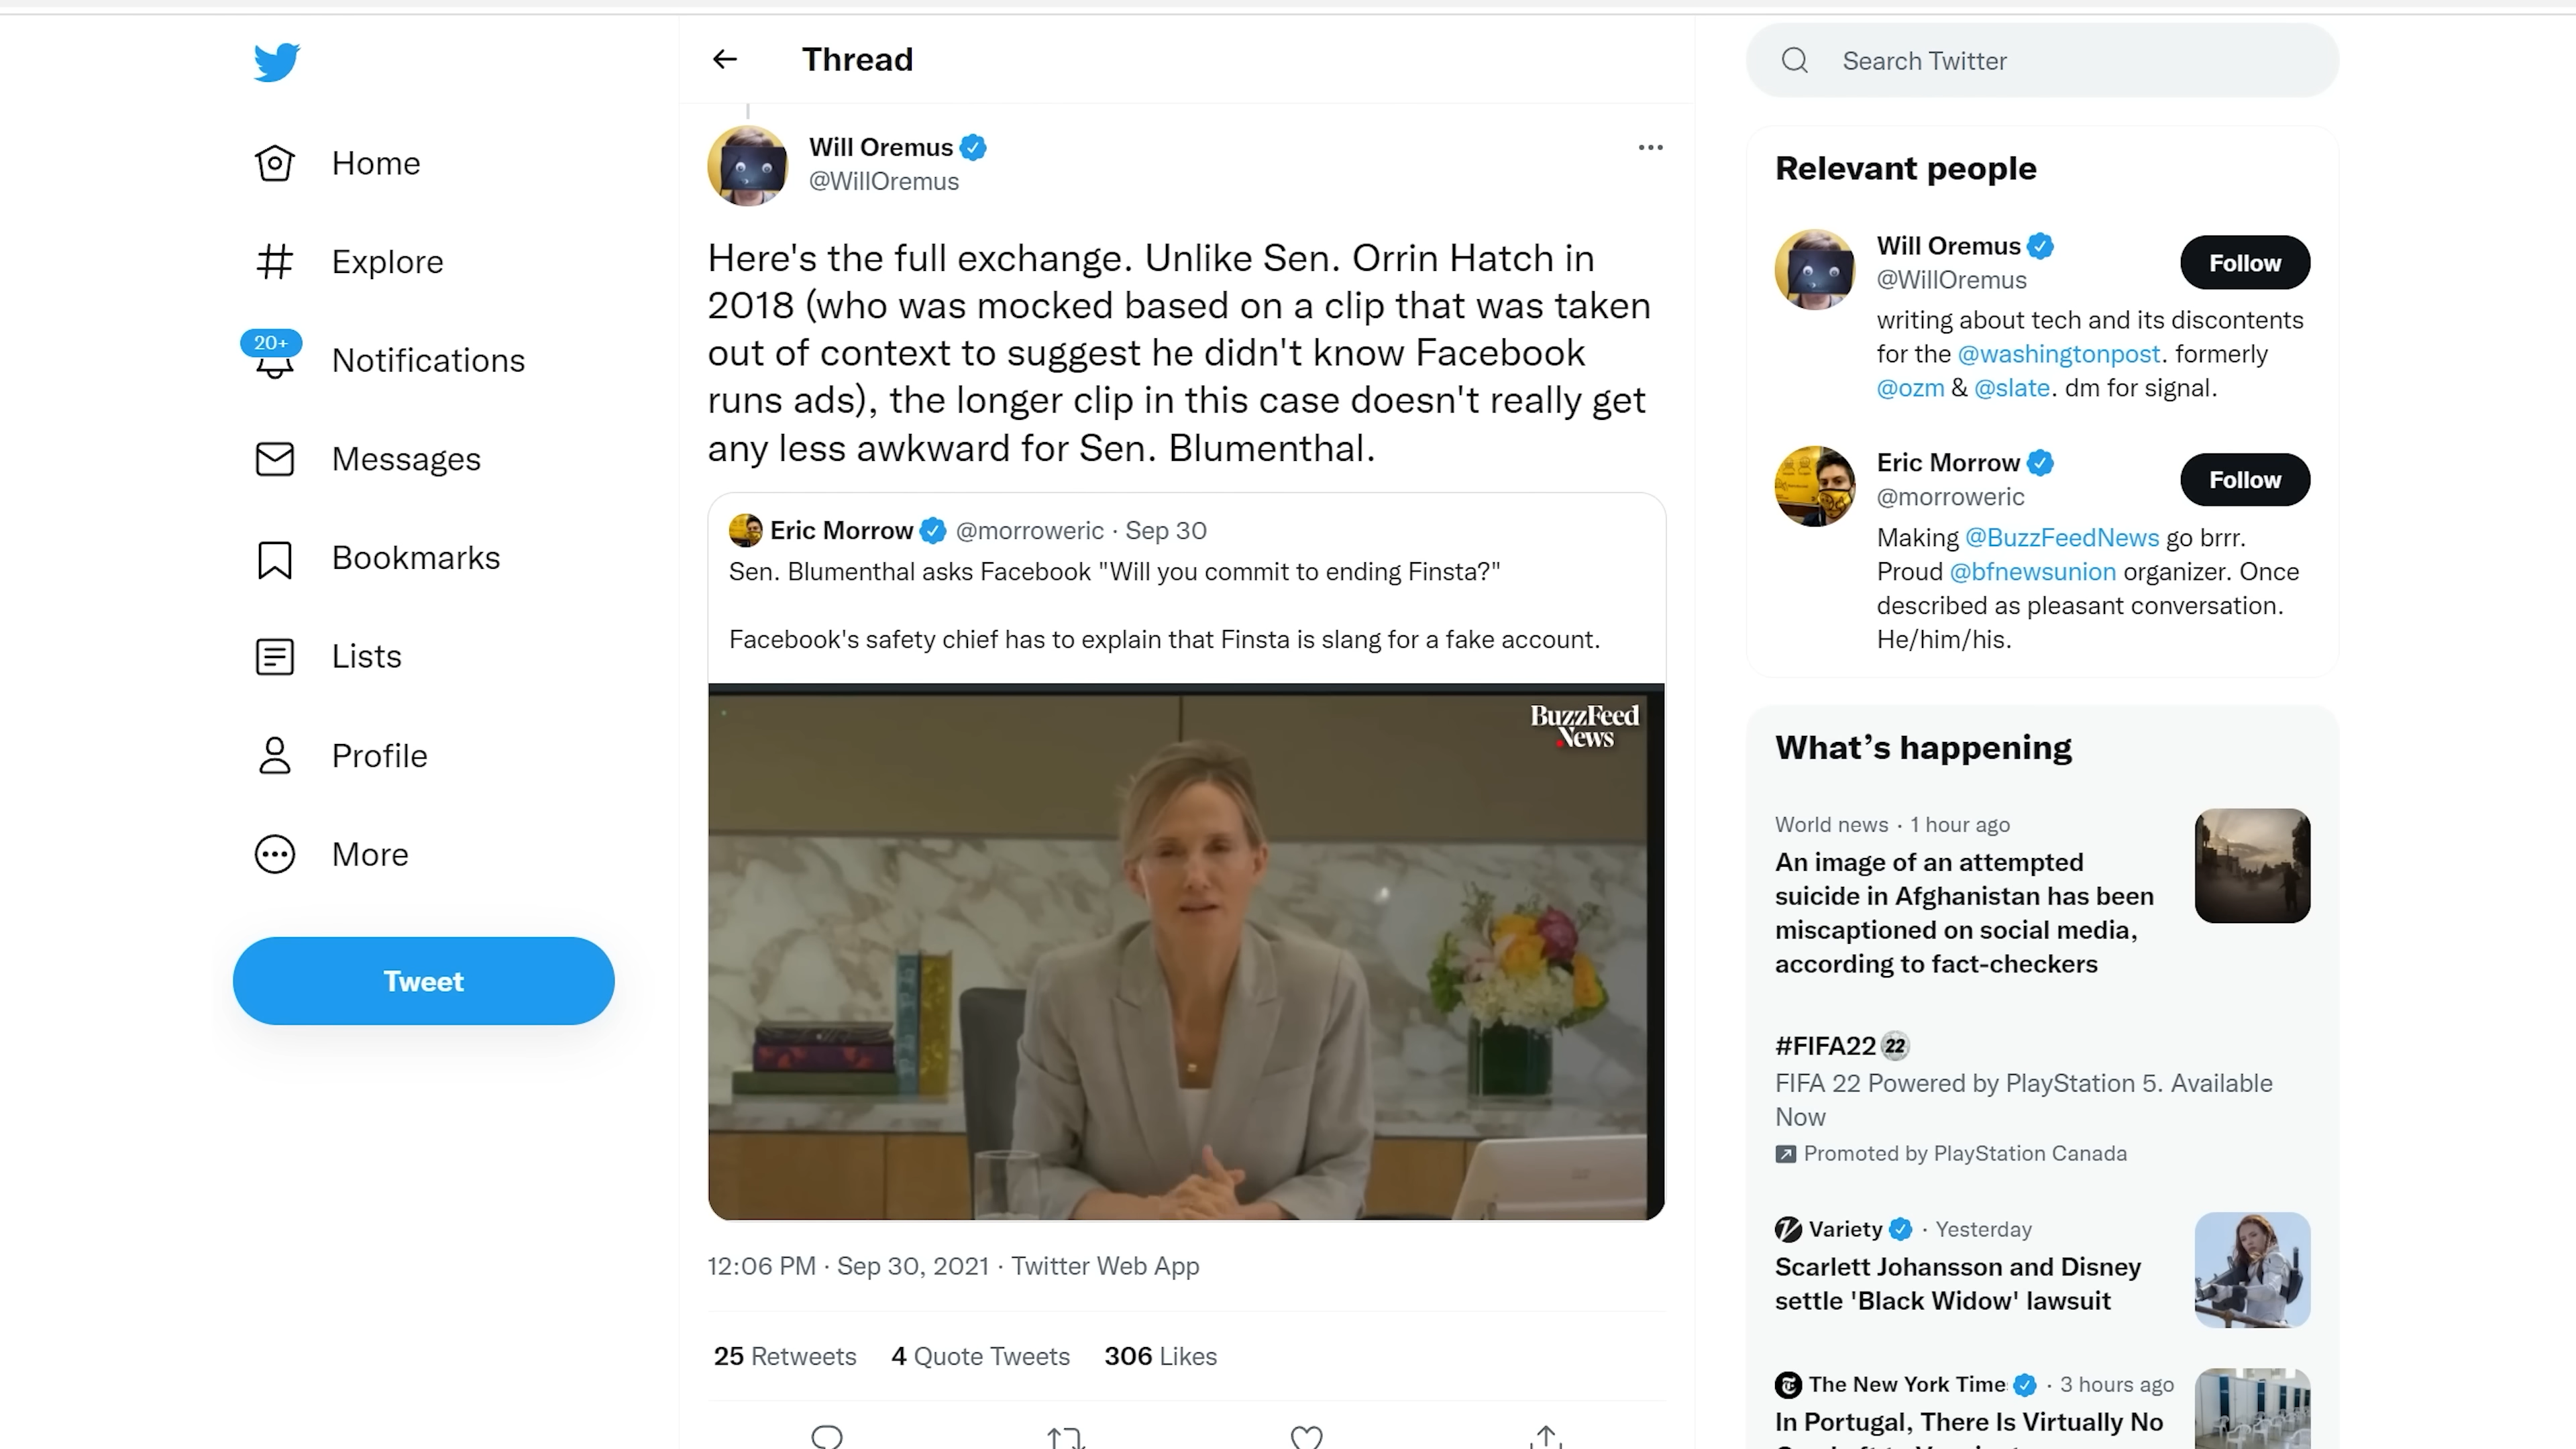 Home
Explore
20+
Notifications
Messages
Bookmarks
Lists
Profile
More
Tweet
Thread
Will Oremus
@WillOremus
Here's the full exchange. Unlike Sen. Orrin Hatch in
2018 (who was mocked based on a clip that was taken
out of context to suggest he didn't know Facebook
runs ads), the longer clip in this case doesn't really get
any less awkward for Sen. Blumenthal.
Eric Morrow @morroweric · Sep 30
Sen. Blumenthal asks Facebook "Will you commit to ending Finsta?"
Facebook's safety chief has to explain that Finsta is slang for a fake account.
BuzzFeed
News
12:06 PM · Sep 30, 2021 · Twitter Web App
25 Retweets 4 Quote Tweets 306 Likes
Search Twitter
Relevant people
Will Oremus
@WillOremus
Follow
writing about tech and its discontents
for the @washingtonpost. formerly
@ozm & @slate. dm for signal.
Eric Morrow
@morroweric
Follow
Making @BuzzFeedNews go brrr.
Proud @bfnewsunion organizer. Once
described as pleasant conversation.
He/him/his.
What's happening
World news · 1 hour ago
An image of an attempted
suicide in Afghanistan has been
miscaptioned on social media,
according to fact-checkers
#FIFA22 22
FIFA 22 Powered by PlayStation 5. Available
Now
Promoted by PlayStation Canada
Variety · Yesterday
Scarlett Johansson and Disney
settle 'Black Widow' lawsuit
The New York Time · 3 hours ago
In Portugal, There Is Virtually No